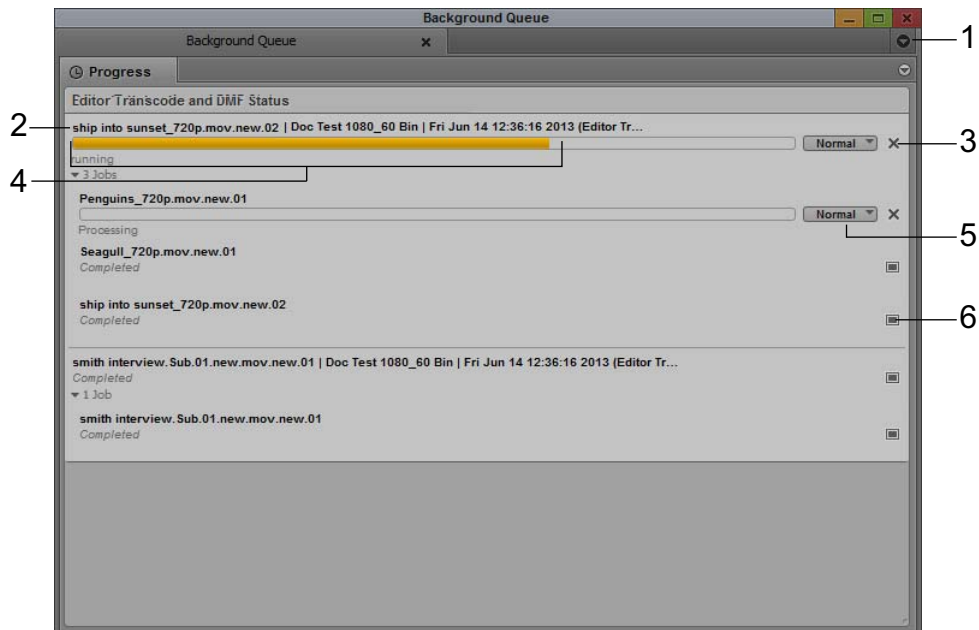 Background Queue
Background Queue
1
Progress
Editor Transcode and DMF Status
2
ship into sunset_720p.mov.new.02 | Doc Test 1080_60 Bin | Fri Jun 14 12:36:16 2013 (Editor Tr...
Normal
3
running
4
3 Jobs
Penguins_720p.mov.new.01
Normal
Processing
5
Seagull_720p.mov.new.01
Completed
ship into sunset_720p.mov.new.02
Completed
6
smith interview.Sub.01.new.mov.new.01 | Doc Test 1080_60 Bin | Fri Jun 14 12:36:16 2013 (Editor Tr...
Completed
1 Job
smith interview.Sub.01.new.mov.new.01
Completed